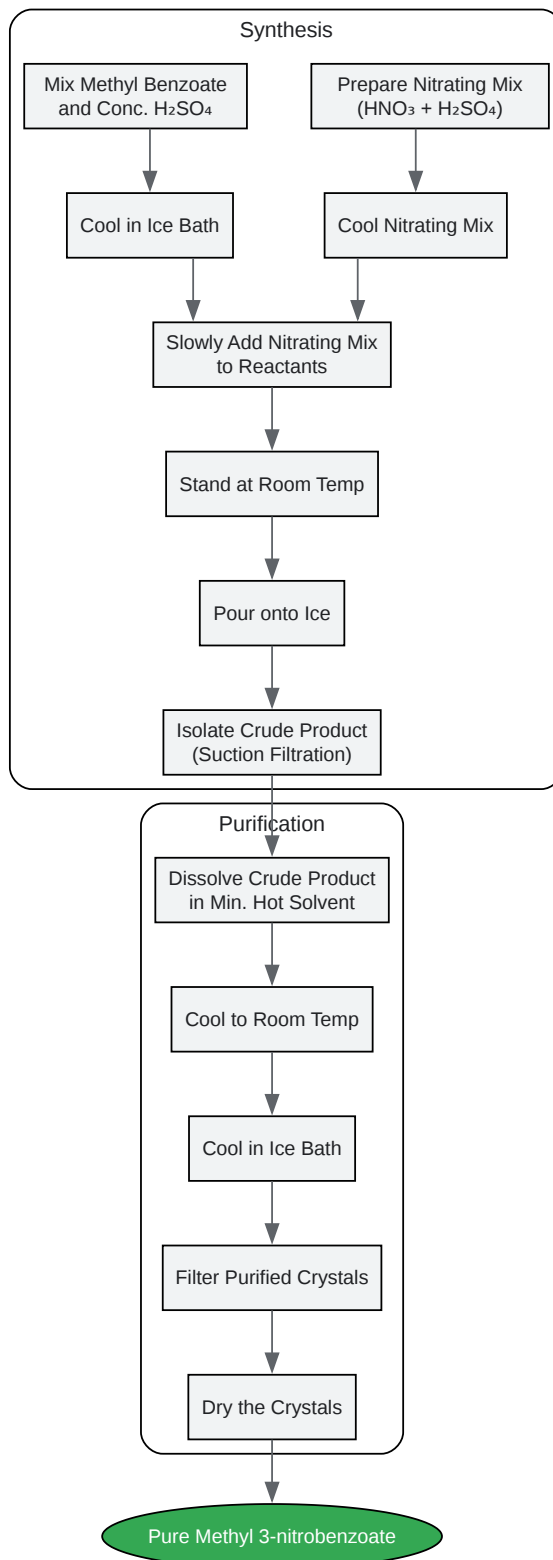 Synthesis
Mix Methyl Benzoate
and Conc. H₂SO₄
Prepare Nitrating Mix
(HNO₃ + H₂SO₄)
Cool in Ice Bath
Cool Nitrating Mix
Slowly Add Nitrating Mix
to Reactants
Stand at Room Temp
Pour onto Ice
Isolate Crude Product
(Suction Filtration)
Purification
Dissolve Crude Product
in Min. Hot Solvent
Cool to Room Temp
Cool in Ice Bath
Filter Purified Crystals
Dry the Crystals
Pure Methyl 3-nitrobenzoate